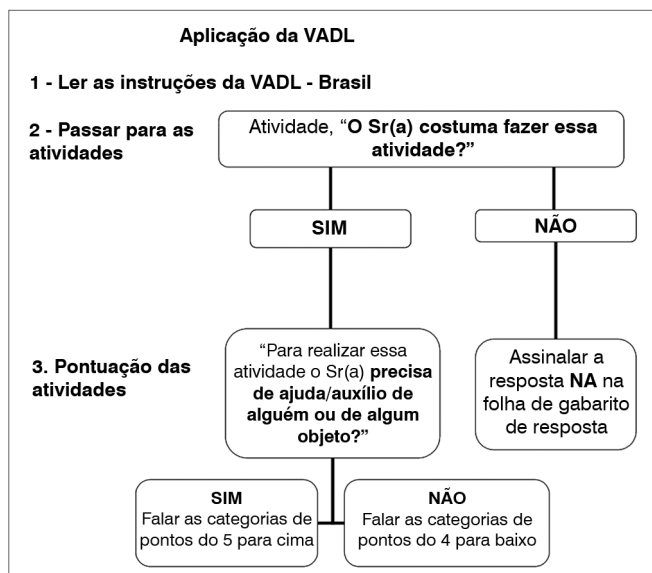 Aplicação da VADL
1 - Ler as instruções da VADL - Brasil
2 - Passar para as
atividades
Atividade, “O Sr(a) costuma fazer essa
atividade?”
SIM
NÃO
3. Pontuação das
atividades
“Para realizar essa
atividade o Sr(a) precisa
de ajuda/auxílio de
alguém ou de algum
objeto?”
Assinalar a
resposta NA na
folha de gabarito
de resposta
SIM
Falar as categorias de
pontos do 5 para cima
NÃO
Falar as categorias de
pontos do 4 para baixo